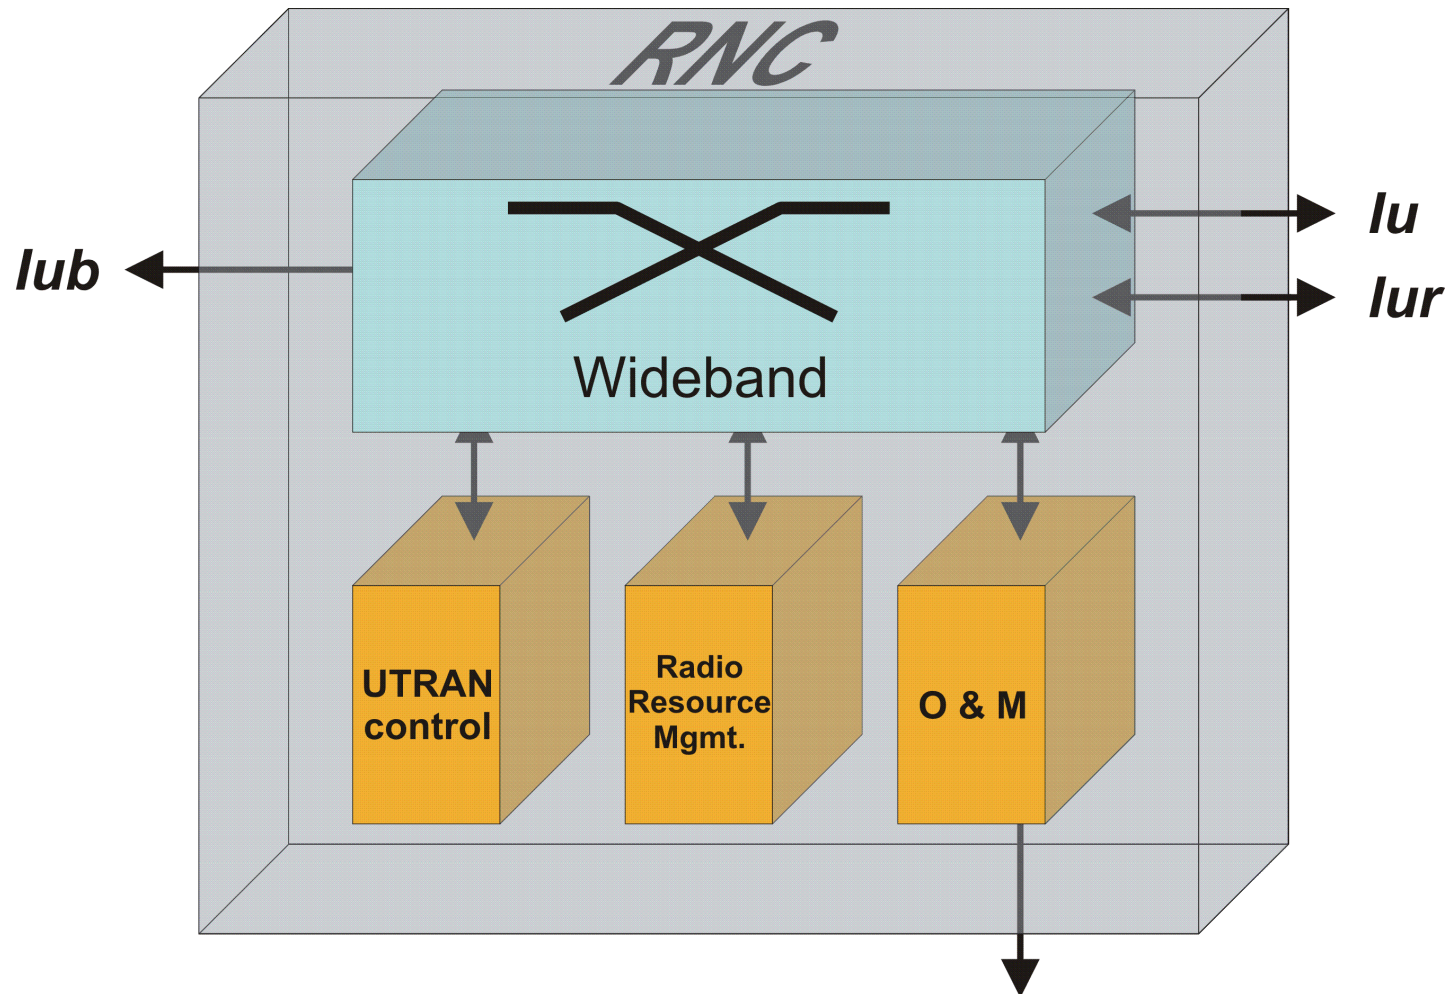 RNC
Iu
Iub
Iur
Wideband
UTRAN
control
Radio
Resource
Mgmt.
O & M